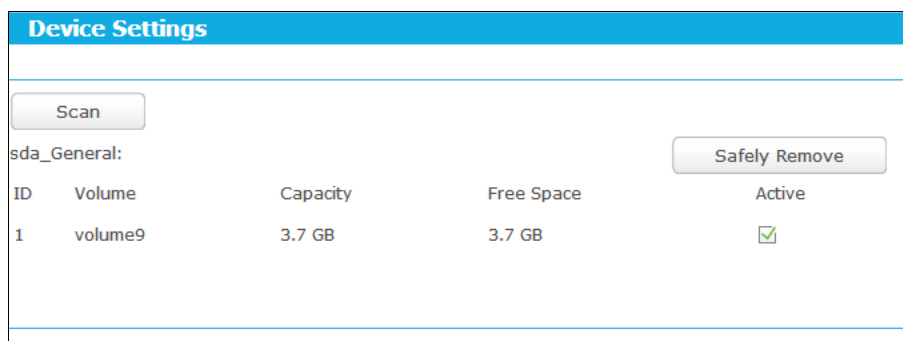 Device Settings
Scan
sda_General:
Safely Remove
ID Volume Capacity Free Space Active
1 volume9 3.7 GB 3.7 GB